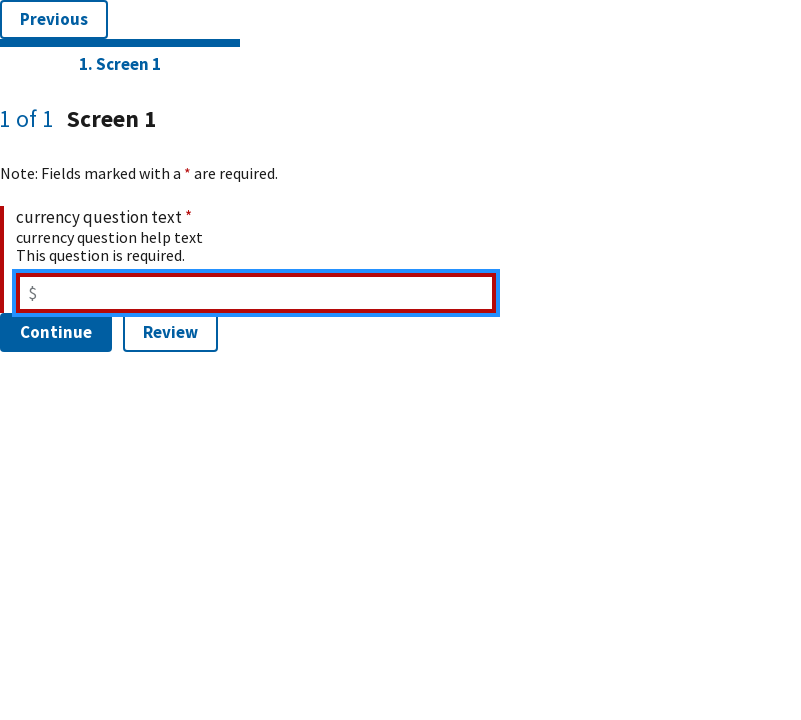 Previous
1. Screen 1
1 of 1 Screen 1
Note: Fields marked with a * are required.
currency question text *
currency question help text
This question is required.
$
Continue Review